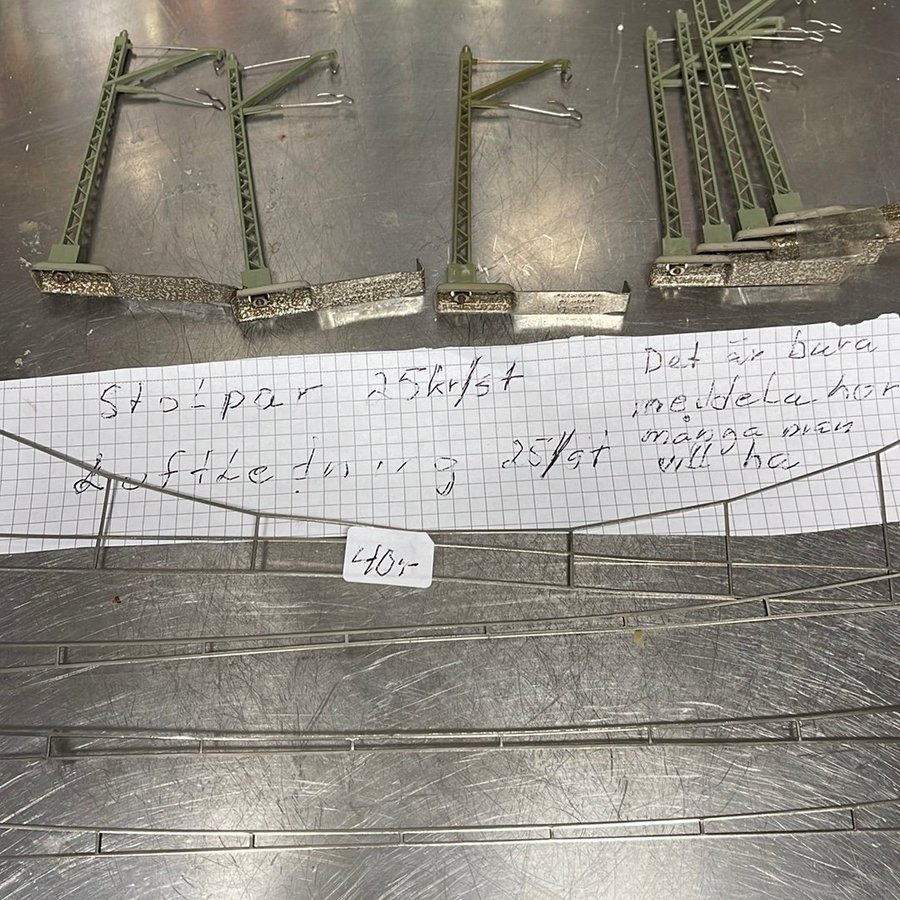 Stolpar 25kr/st
Luftledning 25/st
Det är bara
meddela hur
många man
vill ha
40:-